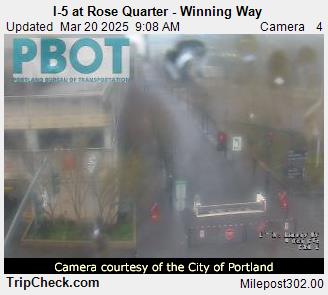 I-5 at Rose Quarter - Winning Way
Updated Mar 20 2025 9:08 AM Camera 4
PBOT
PORTLAND BUREAU OF TRANSPORTATION
Camera courtesy of the City of Portland
TripCheck.com Milepost302.00